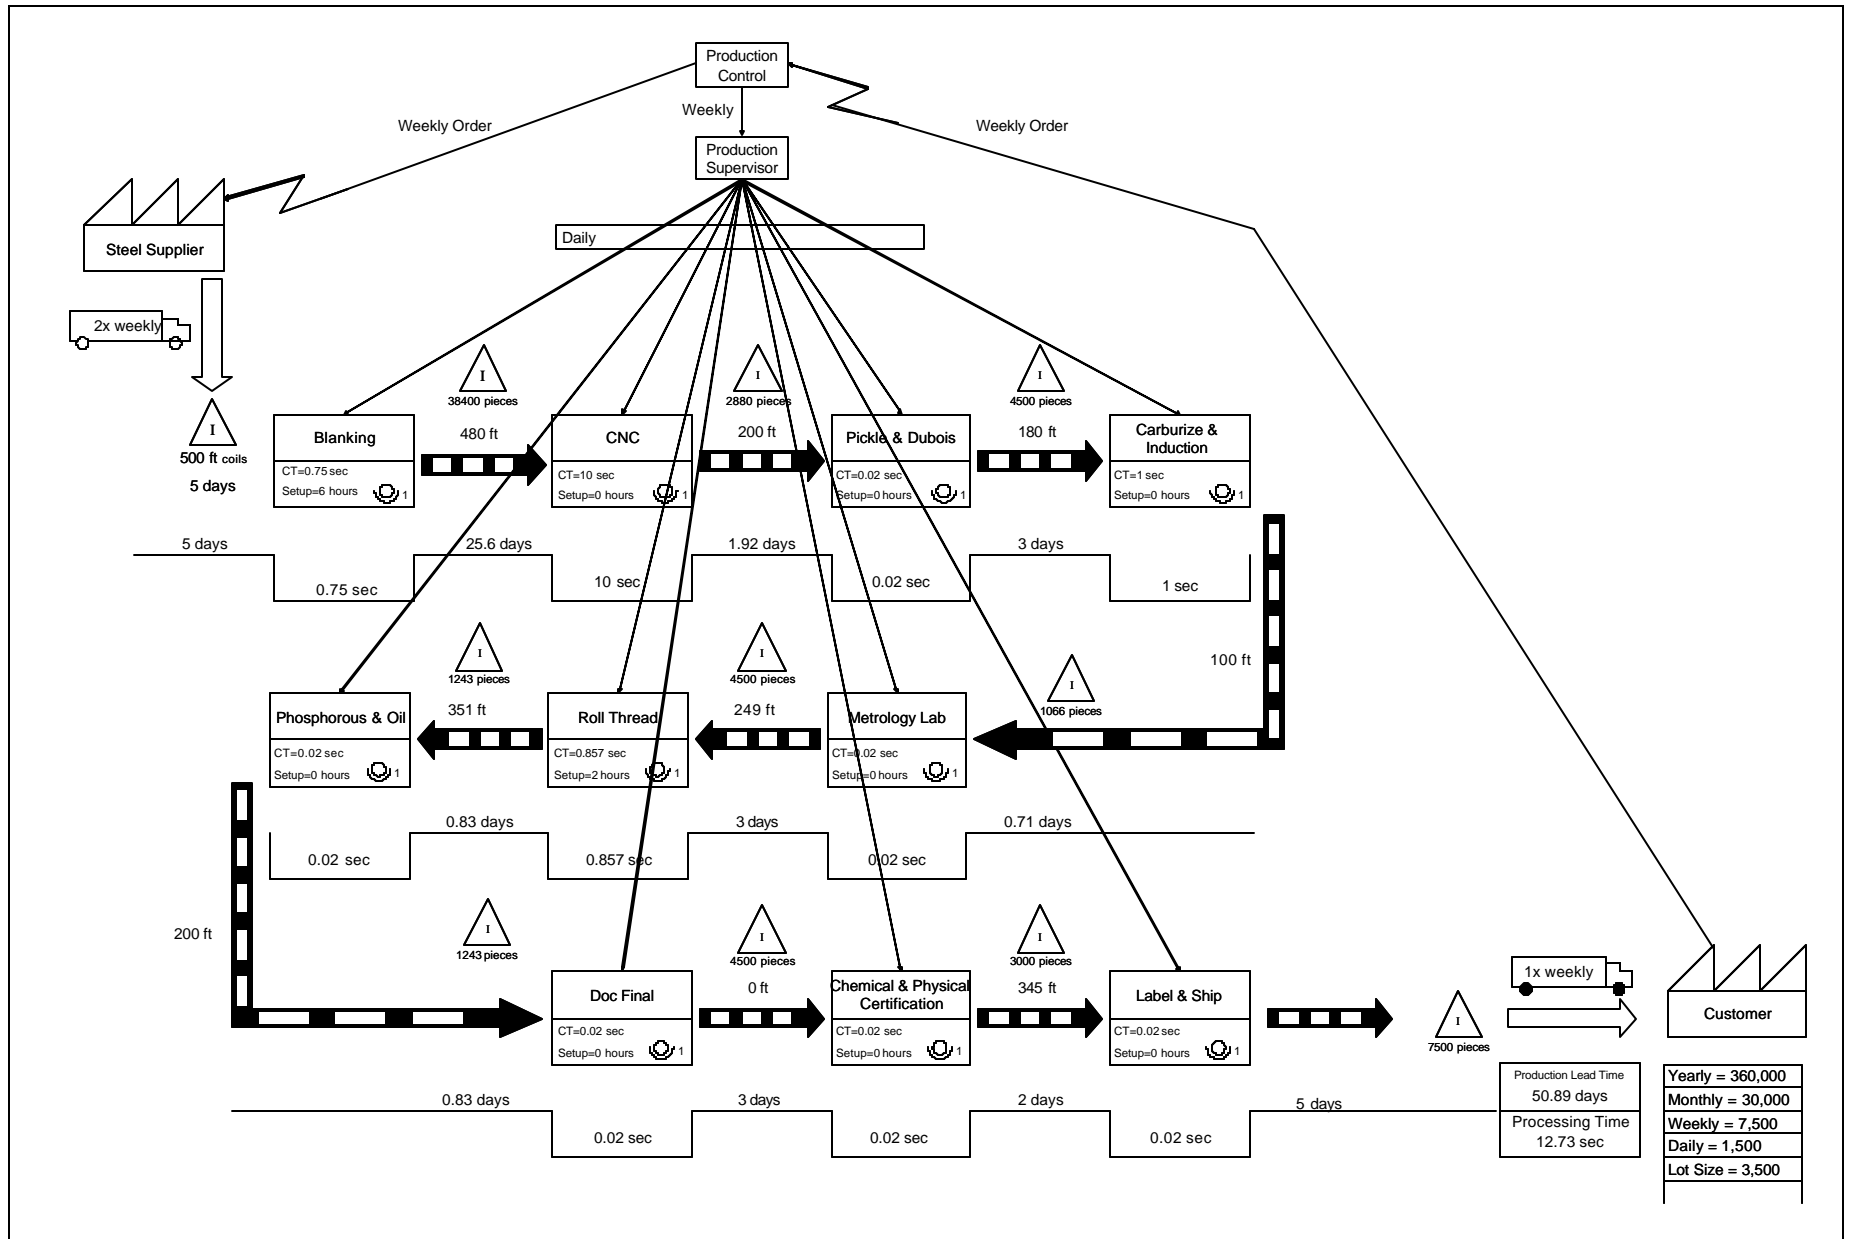 Production
Control
Weekly
Weekly Order
Weekly Order
Production
Supervisor
Daily
Steel Supplier
2x weekly
I
500 ft coils
5 days
I
38400 pieces
I
2880 pieces
I
4500 pieces
Blanking
CT=0.75 sec
Setup=6 hours
1
480 ft
CNC
CT=10 sec
Setup=0 hours
1
200 ft
Pickle & Dubois
CT=0.02 sec
Setup=0 hours
1
180 ft
Carburize &
Induction
CT=1 sec
Setup=0 hours
1
5 days
0.75 sec
25.6 days
10 sec
1.92 days
0.02 sec
3 days
1 sec
100 ft
I
1243 pieces
I
4500 pieces
I
1066 pieces
Phosphorous & Oil
CT=0.02 sec
Setup=0 hours
1
351 ft
Roll Thread
CT=0.857 sec
Setup=2 hours
1
249 ft
Metrology Lab
CT=0.02 sec
Setup=0 hours
1
0.02 sec
0.83 days
0.857 sec
3 days
0.02 sec
0.71 days
200 ft
I
1243 pieces
I
4500 pieces
I
3000 pieces
Doc Final
CT=0.02 sec
Setup=0 hours
1
0 ft
Chemical & Physical
Certification
CT=0.02 sec
Setup=0 hours
1
345 ft
Label & Ship
CT=0.02 sec
Setup=0 hours
1
I
7500 pieces
1x weekly
Customer
0.83 days
0.02 sec
3 days
0.02 sec
2 days
0.02 sec
5 days
Production Lead Time
50.89 days
Processing Time
12.73 sec
Yearly = 360,000
Monthly = 30,000
Weekly = 7,500
Daily = 1,500
Lot Size = 3,500